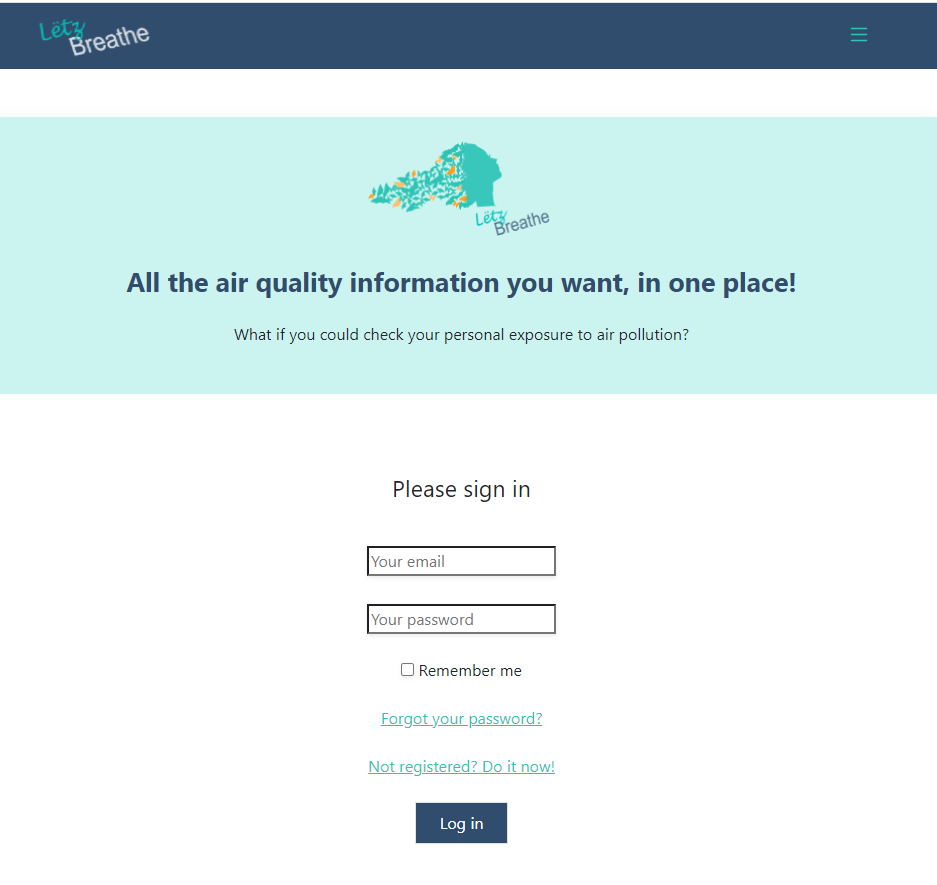 Lëtz
Breathe
Lëtz
Breathe
All the air quality information you want, in one place!
What if you could check your personal exposure to air pollution?
Please sign in
Your email
Your password
Remember me
Forgot your password?
Not registered? Do it now!
Log in